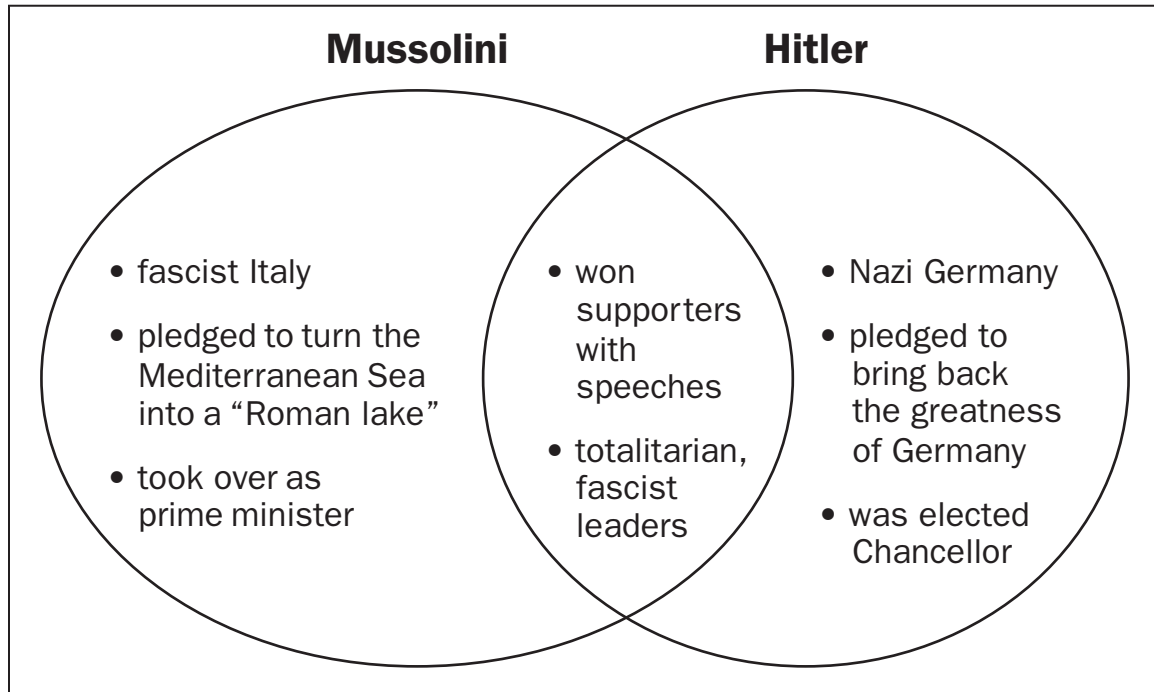 Mussolini
Hitler
• fascist Italy
• pledged to turn the
Mediterranean Sea
into a “Roman lake”
• took over as
prime minister
• won
supporters
with
speeches
• totalitarian,
fascist
leaders
• Nazi Germany
• pledged to
bring back
the greatness
of Germany
• was elected
Chancellor